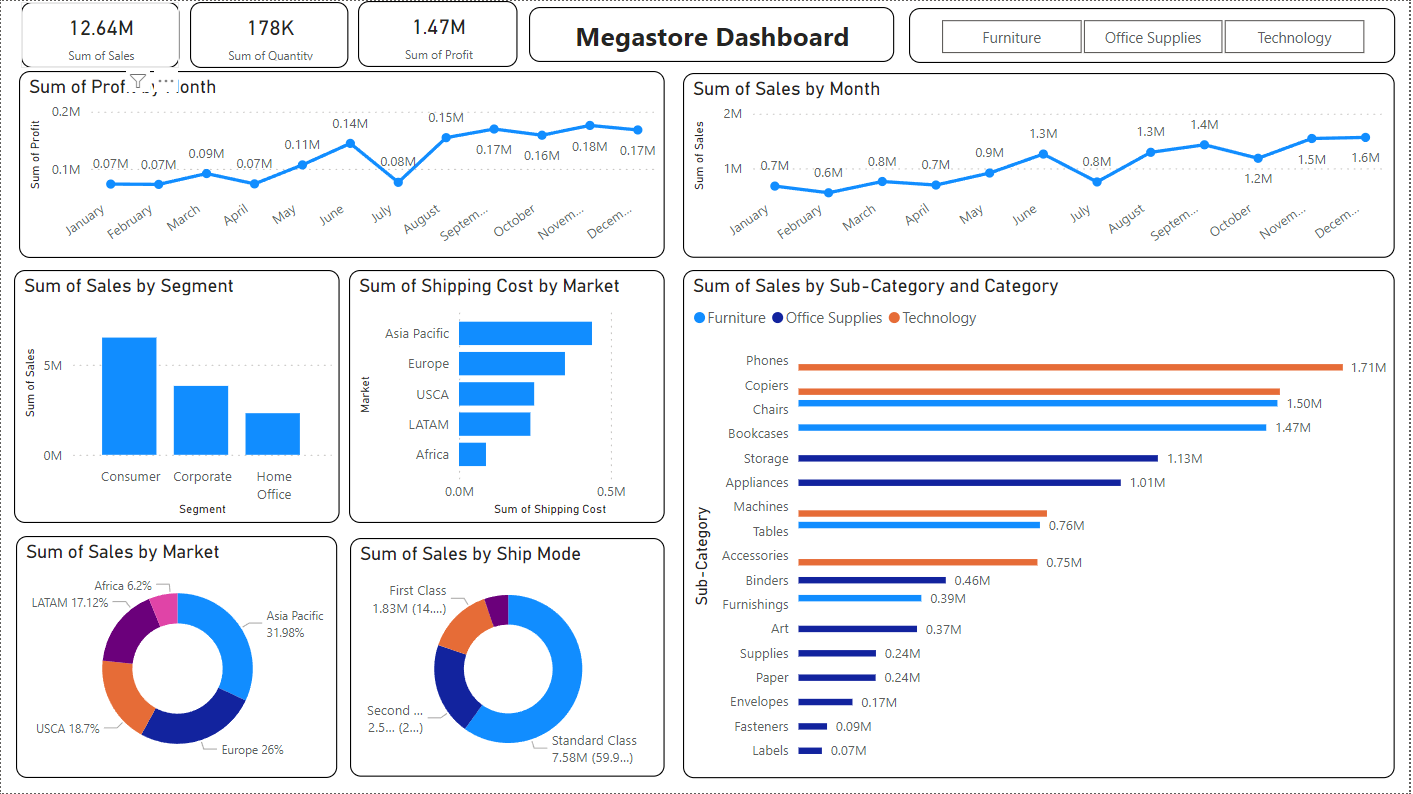 12.64M
Sum of Sales
178K
Sum of Quantity
1.47M
Sum of Profit
Megastore Dashboard
Furniture
Office Supplies
Technology
Sum of Profit by Month
0.2M
0.1M
Sum of Profit
0.07M
0.07M
0.09M
0.07M
0.11M
0.14M
0.08M
0.15M
0.17M
0.16M
0.18M
0.17M
January
February
March
April
May
June
July
August
Septem...
October
Novem...
Decem...
Sum of Sales by Month
2M
1M
Sum of Sales
0.7M
0.6M
0.8M
0.7M
0.9M
1.3M
0.8M
1.3M
1.4M
1.2M
1.5M
1.6M
January
February
March
April
May
June
July
August
Septem...
October
Novem...
Decem...
Sum of Sales by Segment
Sum of Sales
5M
0M
Consumer
Corporate
Home
Office
Segment
Sum of Shipping Cost by Market
Market
Asia Pacific
Europe
USCA
LATAM
Africa
0.0M
0.5M
Sum of Shipping Cost
Sum of Sales by Sub-Category and Category
Furniture
Office Supplies
Technology
Sub-Category
Phones
1.71M
Copiers
Chairs
1.50M
Bookcases
1.47M
Storage
1.13M
Appliances
1.01M
Machines
Tables
0.76M
Accessories
0.75M
Binders
0.46M
Furnishings
0.39M
Art
0.37M
Supplies
0.24M
Paper
0.24M
Envelopes
0.17M
Fasteners
0.09M
Labels
0.07M
Sum of Sales by Market
Africa 6.2%
LATAM 17.12%
Asia Pacific
31.98%
USCA 18.7%
Europe 26%
Sum of Sales by Ship Mode
First Class
1.83M (14....)
Second ...
2.5... (2...)
Standard Class
7.58M (59.9...)